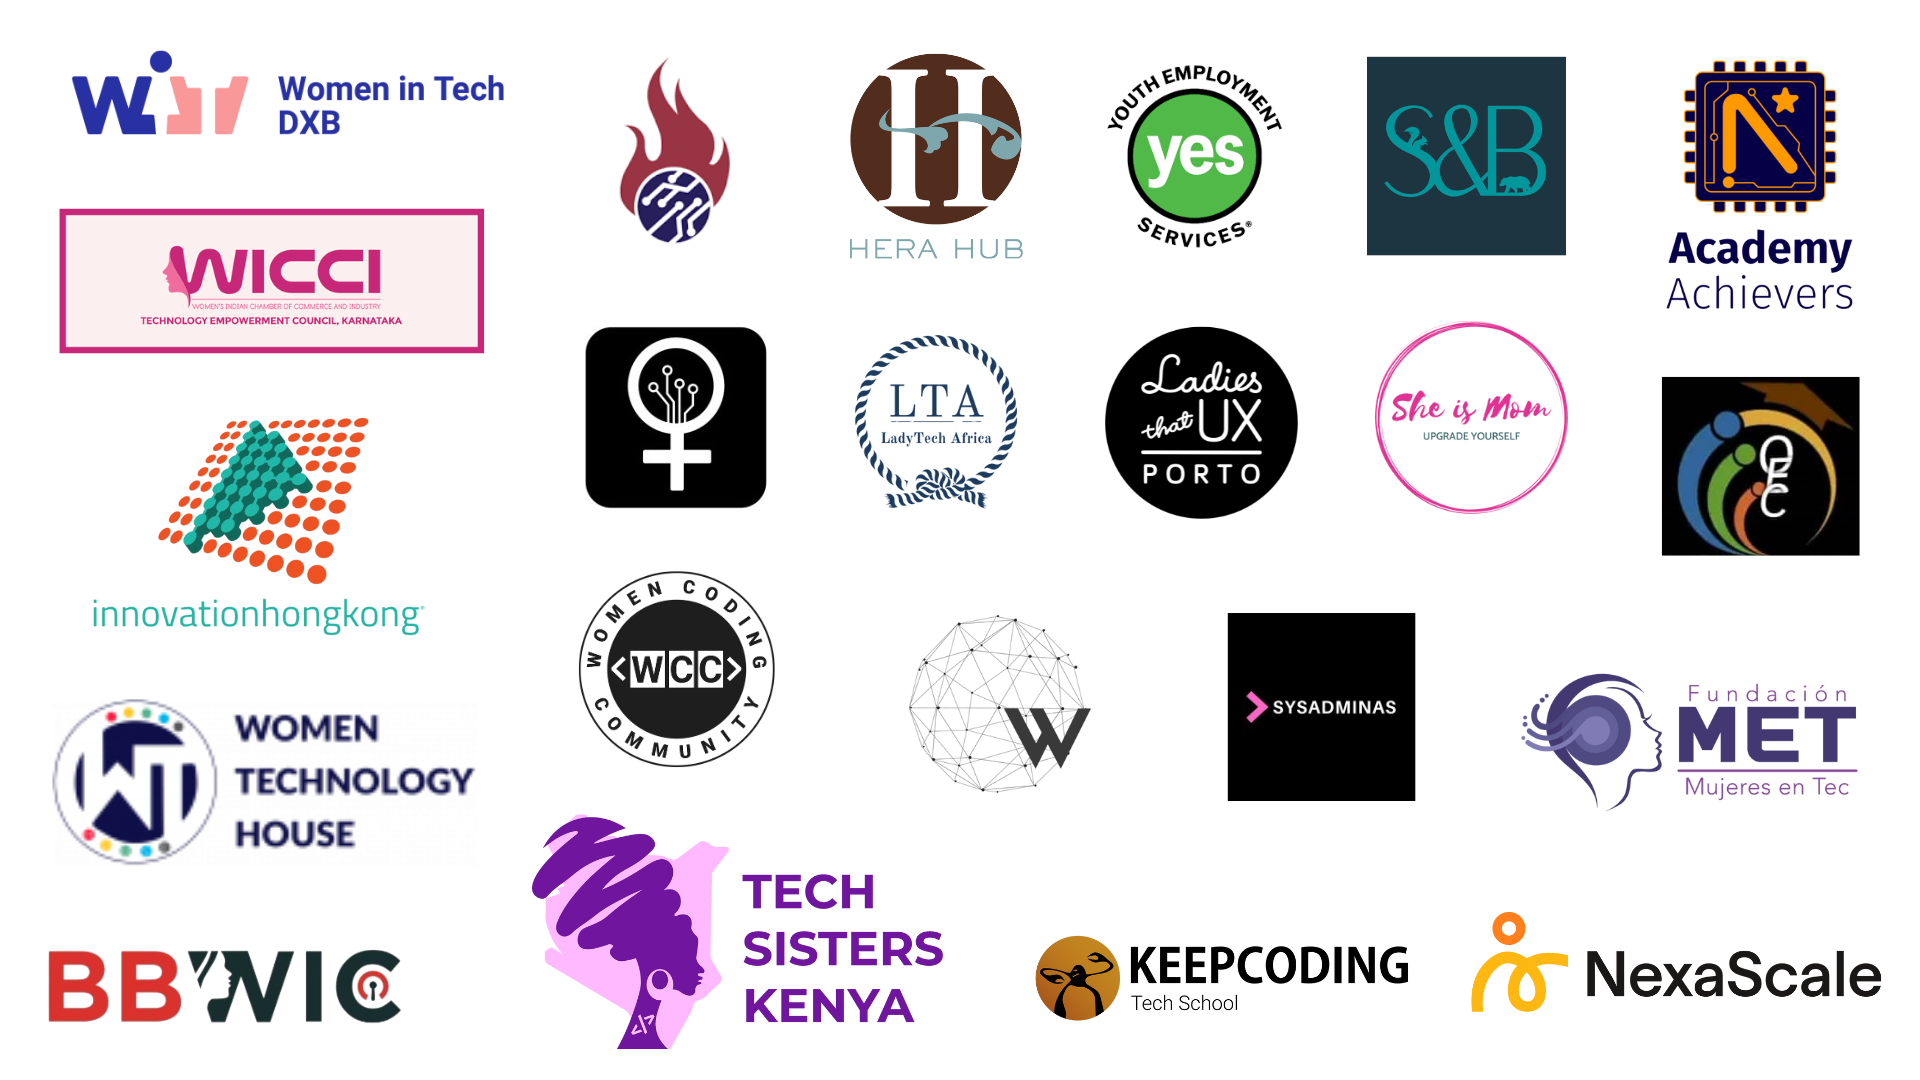 WiT
Women in Tech
DXB
HERA HUB
YOUTH EMPLOYMENT
yes
SERVICES®
S&B
Academy
Achievers
WICCI
WOMEN'S INDIAN CHAMBER OF COMMERCE AND INDUSTRY
TECHNOLOGY EMPOWERMENT COUNCIL, KARNATAKA
LTA
LadyTech Africa
Ladies
that UX
PORTO
She is Mom
UPGRADE YOURSELF
OEC
innovationhongkong®
WOMEN CODING
<WCC>
COMMUNITY
W
SYSADMINAS
Fundación
MET
Mujeres en Tec
WT
WOMEN
TECHNOLOGY
HOUSE
TECH
SISTERS
KENYA
</>
BBWIC
KEEPCODING
Tech School
NexaScale